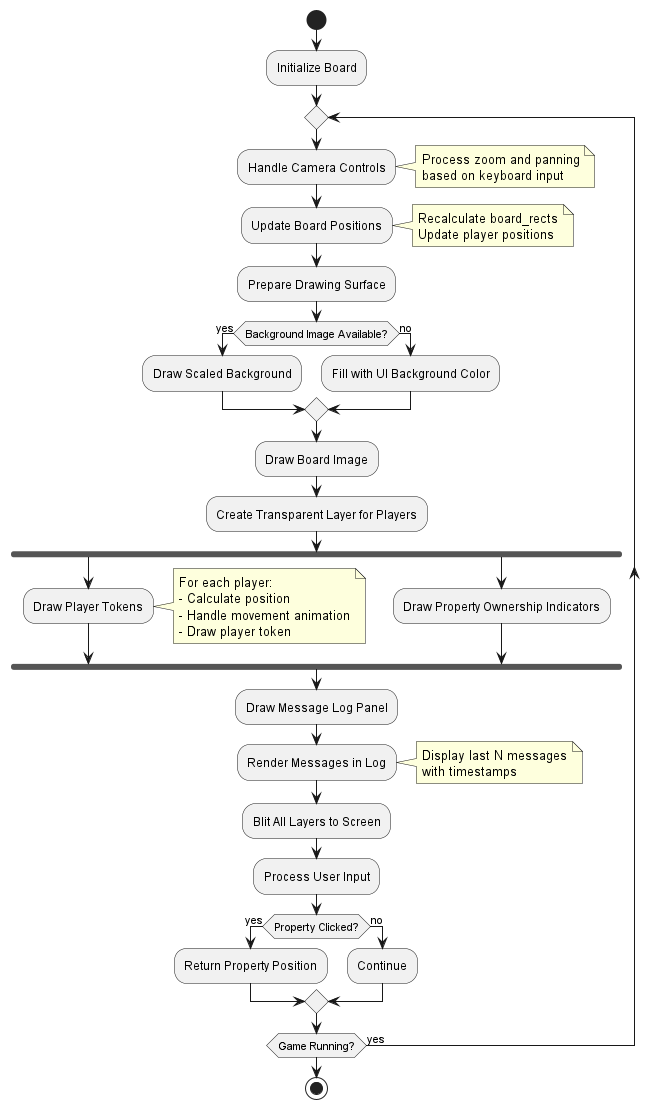 Initialize Board
Handle Camera Controls
Process zoom and panning
based on keyboard input
Update Board Positions
Recalculate board_rects
Update player positions
Prepare Drawing Surface
yes
Background Image Available?
no
Draw Scaled Background
Fill with UI Background Color
Draw Board Image
Create Transparent Layer for Players
Draw Player Tokens
For each player:
- Calculate position
- Handle movement animation
- Draw player token
Draw Property Ownership Indicators
Draw Message Log Panel
Render Messages in Log
Display last N messages
with timestamps
Blit All Layers to Screen
Process User Input
yes
Property Clicked?
no
Return Property Position
Continue
Game Running?
yes